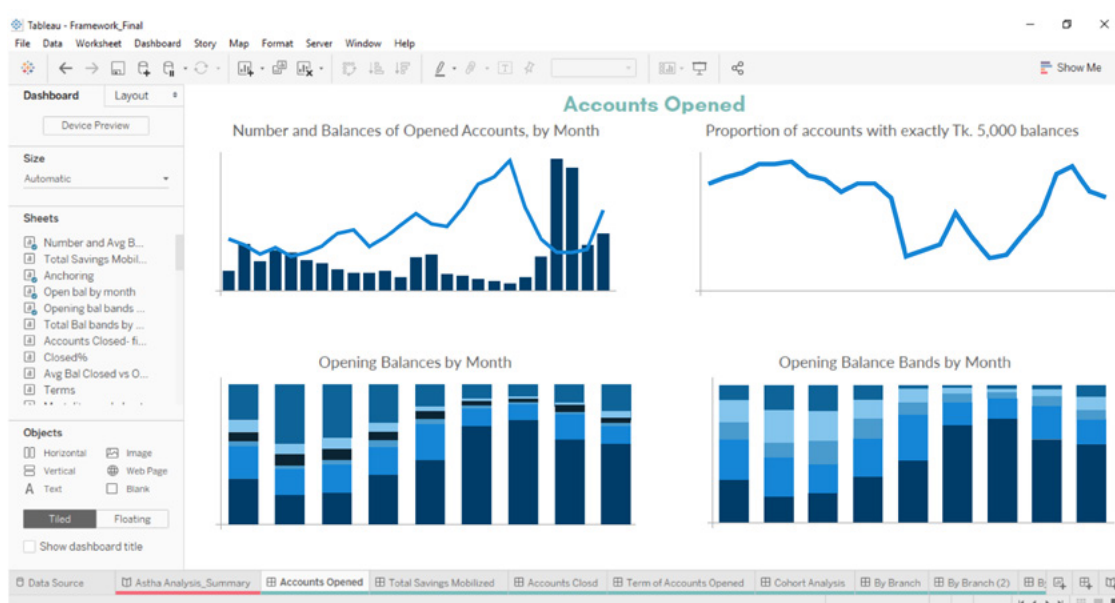 Tableau - Framework_Final
File Data Worksheet Dashboard Story Map Format Server Window Help
Show Me
Dashboard Layout
Device Preview
Size
Automatic
Sheets
Number and Avg B...
Total Savings Mobil...
Anchoring
Open bal by month
Opening bal bands ...
Total Bal bands by ...
Accounts Closed- fi...
Closed%
Avg Bal Closed vs O...
Terms
Objects
Horizontal Image
Vertical Web Page
A Text Blank
Tiled Floating
Show dashboard title
Accounts Opened
Number and Balances of Opened Accounts, by Month
Proportion of accounts with exactly Tk. 5,000 balances
Opening Balances by Month
Opening Balance Bands by Month
Data Source Astha Analysis_Summary Accounts Opened Total Savings Mobilized Accounts Closd Term of Accounts Opened Cohort Analysis By Branch By Branch (2)